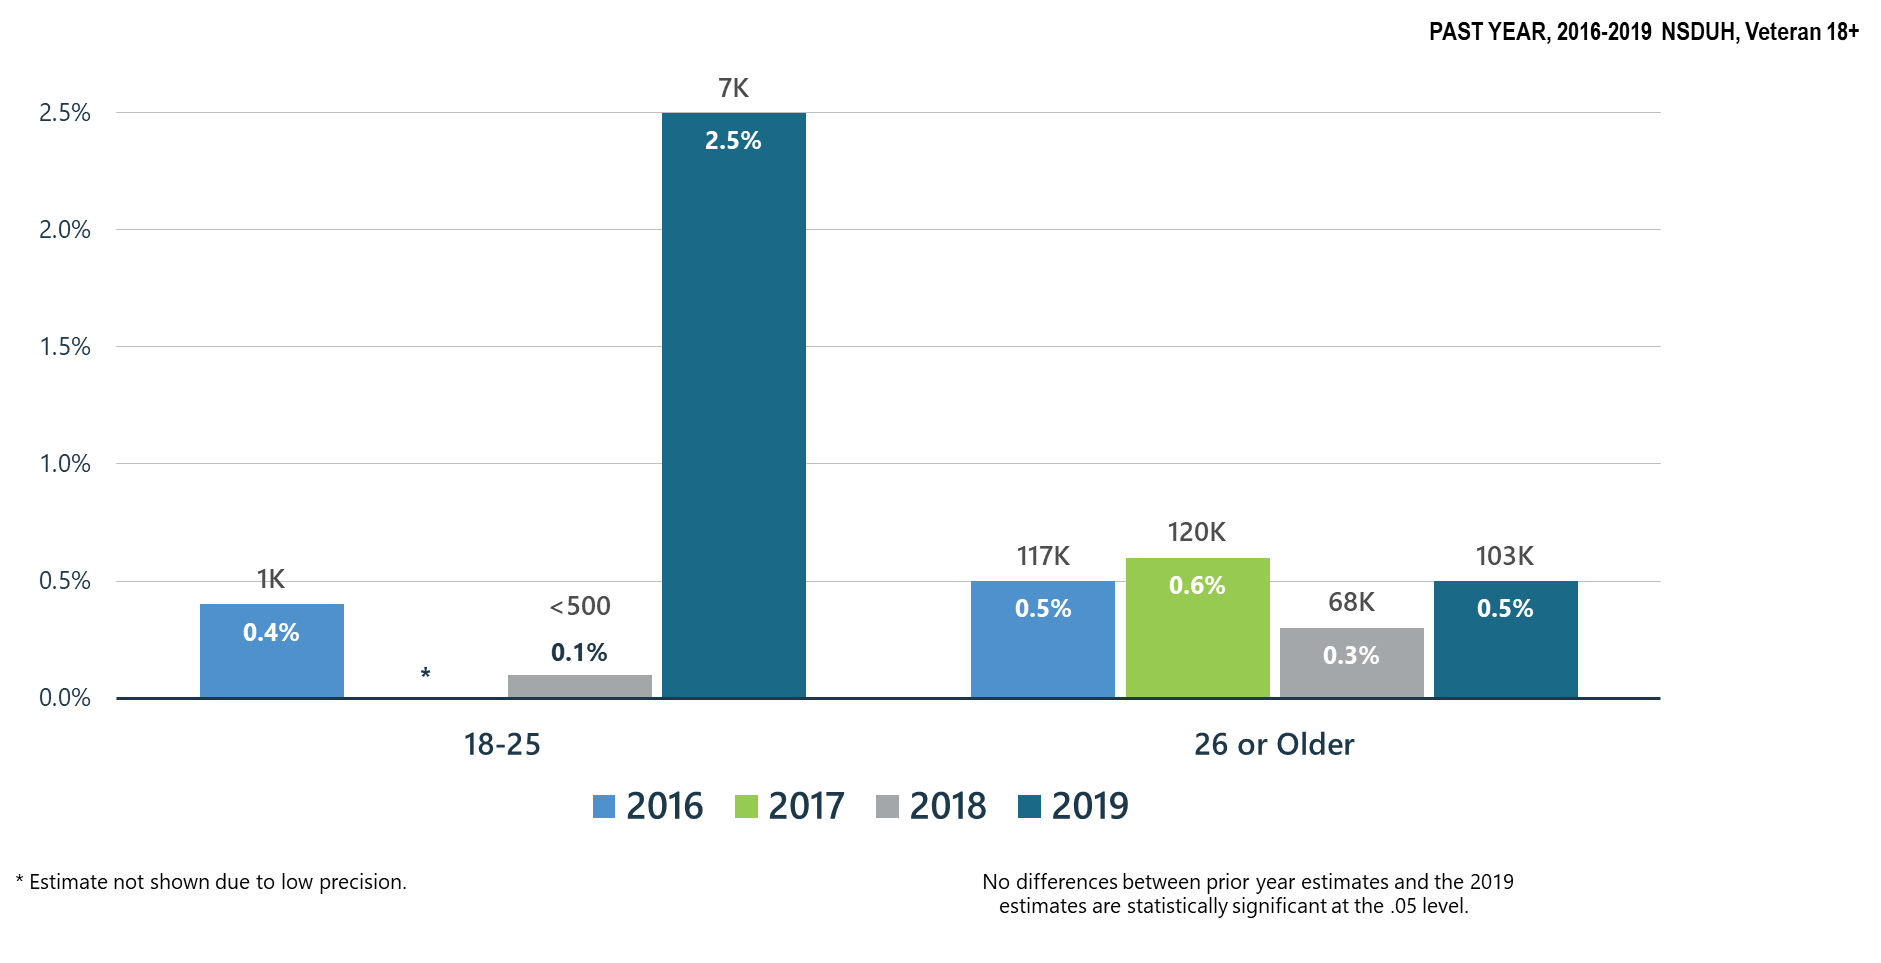 PAST YEAR, 2016-2019 NSDUH, Veteran 18+
7K
2.5%
2.5%
2.0%
1.5%
1.0%
120K
117K
103K
1K
0.5%
0.6%
<500
68K
0.5%
0.5%
0.4%
0.1%
0.3%
*
0.0%
18-25
26 or Older
2016 2017 2018 2019
* Estimate not shown due to low precision.
No differences between prior year estimates and the 2019
estimates are statistically significant at the .05 level.